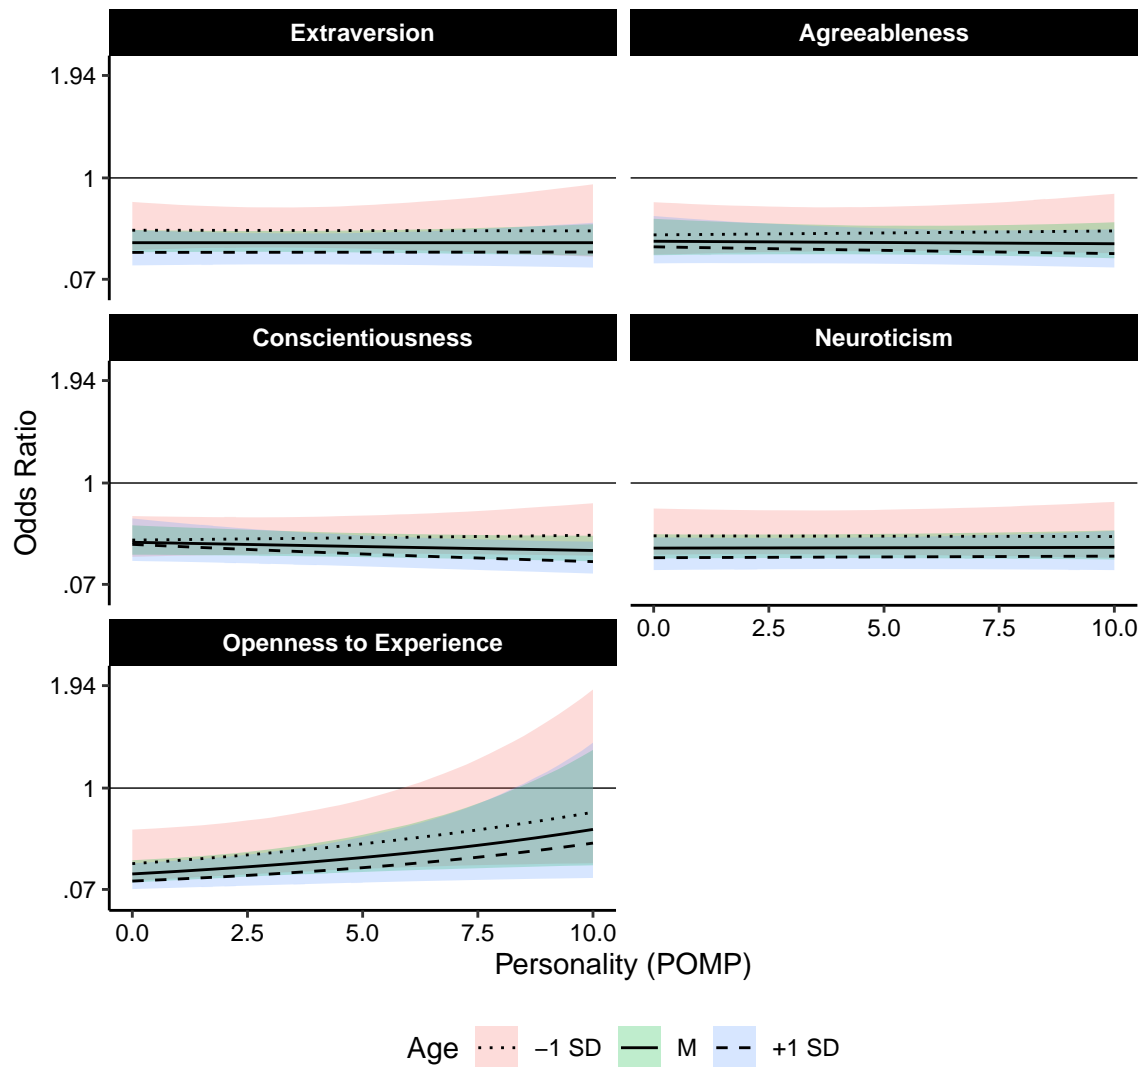 Extraversion
Agreeableness
1.94
1
.07
Conscientiousness
Neuroticism
1.94
1
.07
0.0 2.5 5.0 7.5 10.0
Openness to Experience
1.94
1
.07
0.0 2.5 5.0 7.5 10.0
Odds Ratio
Personality (POMP)
Age −1 SD M +1 SD